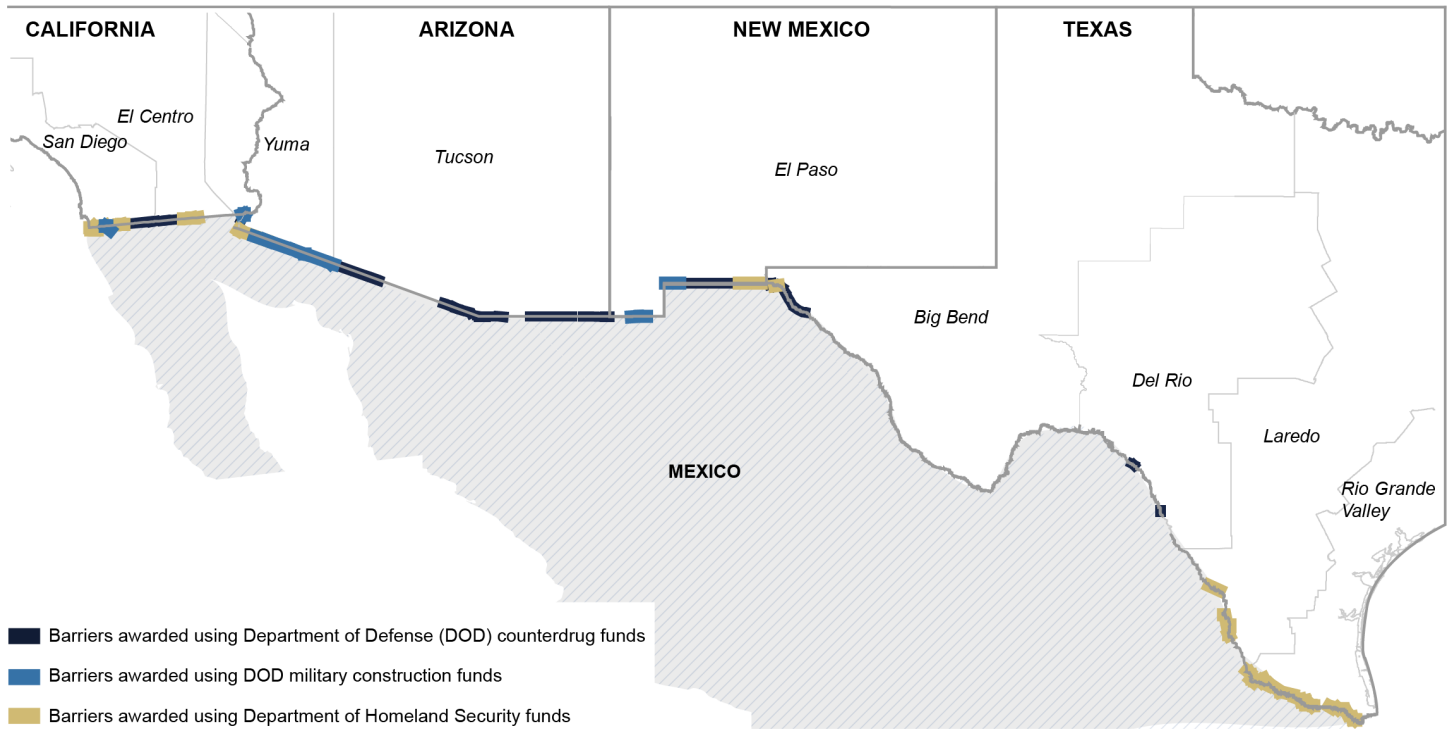 CALIFORNIA
ARIZONA
NEW MEXICO
TEXAS
El Centro
San Diego
Yuma
Tucson
El Paso
Big Bend
Del Rio
Laredo
MEXICO
Rio Grande
Valley
Barriers awarded using Department of Defense (DOD) counterdrug funds
Barriers awarded using DOD military construction funds
Barriers awarded using Department of Homeland Security funds